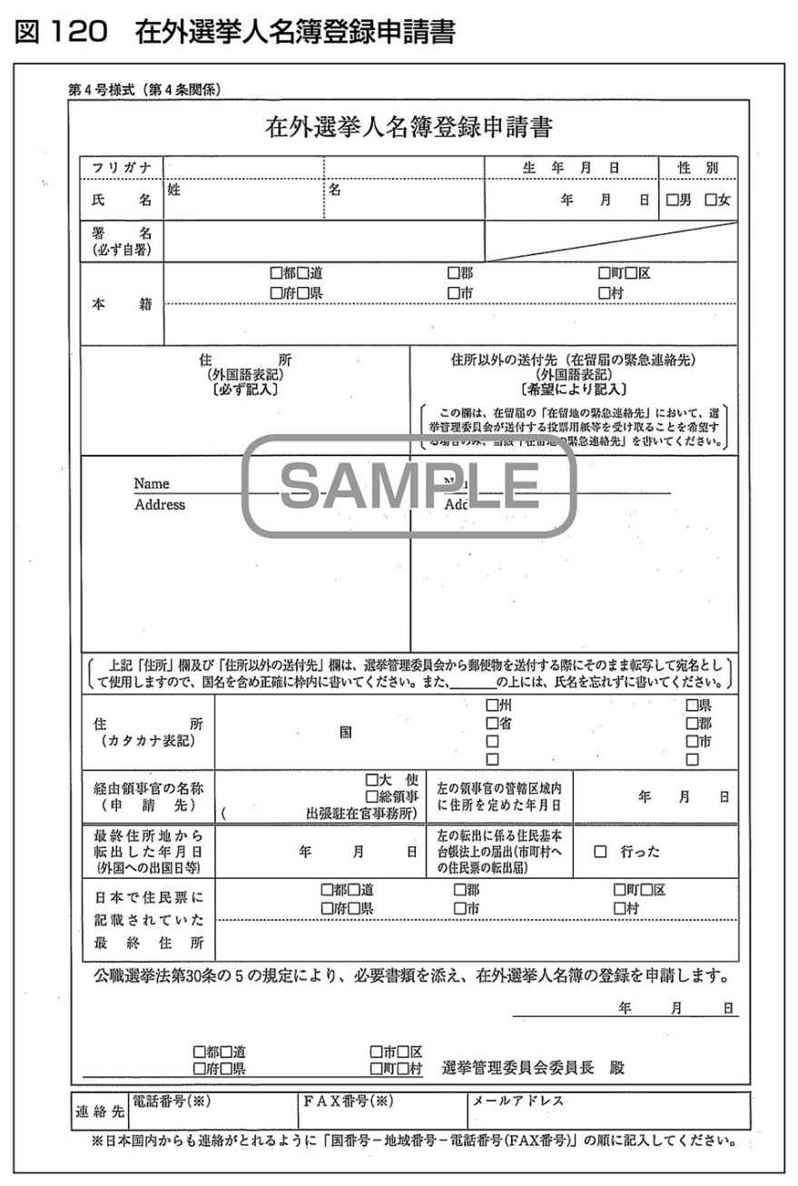 図 120　在外選挙人名簿登録申請書
第4号様式（第4条関係）
在外選挙人名簿登録申請書
フリガナ　生　年　月　日　性　別
氏　名　姓　名　年　月　日　□男　□女
署　名
（必ず自署）
□都□道　□郡　□町□区
本　籍　□府□県　□市　□村
住　所
（外国語表記）
〔必ず記入〕
住所以外の送付先（在留届の緊急連絡先）
（外国語表記）
〔希望により記入〕
この欄は、在留届の「在留地の緊急連絡先」において、選
挙管理委員会が送付する投票用紙等を受け取ることを希望す
る場合のみ、当該「在留地の緊急連絡先」を書いてください。
SAMPLE
Name
Address
上記「住所」欄及び「住所以外の送付先」欄は、選挙管理委員会から郵便物を送付する際にそのまま転写して宛名とし
て使用しますので、国名を含め正確に枠内に書いてください。また、＿＿＿の上には、氏名を忘れずに書いてください。
住　所
（カタカナ表記）
国
□州　□県
□省　□郡
□　□市
□　□
経由領事官の名称
（申　請　先）
□大　使
□総領事
（　出張駐在官事務所）
左の領事官の管轄区域内
に住所を定めた年月日
年　月　日
最終住所地から
転出した年月日
（外国への出国日等）
年　月　日
左の転出に係る住民基本
台帳法上の届出（市町村へ
の住民票の転出届）
□　行った
日本で住民票に
記載されていた
最　終　住　所
□都□道　□郡　□町□区
□府□県　□市　□村
公職選挙法第30条の5の規定により、必要書類を添え、在外選挙人名簿の登録を申請します。
年　月　日
□都□道　□市□区
□府□県　□町□村　選挙管理委員会委員長　殿
連絡先　電話番号（※）　FAX番号（※）　メールアドレス
※日本国内からも連絡がとれるように「国番号－地域番号－電話番号（FAX番号）」の順に記入してください。